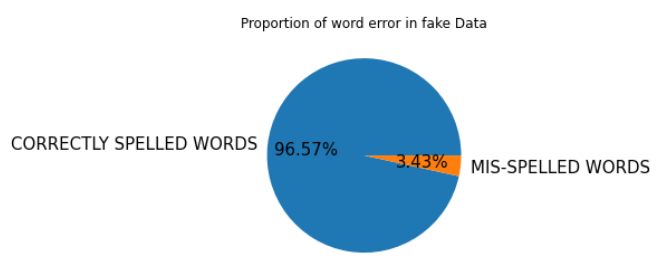 Proportion of word error in fake Data
CORRECTLY SPELLED WORDS
96.57%
3.43%
MIS-SPELLED WORDS